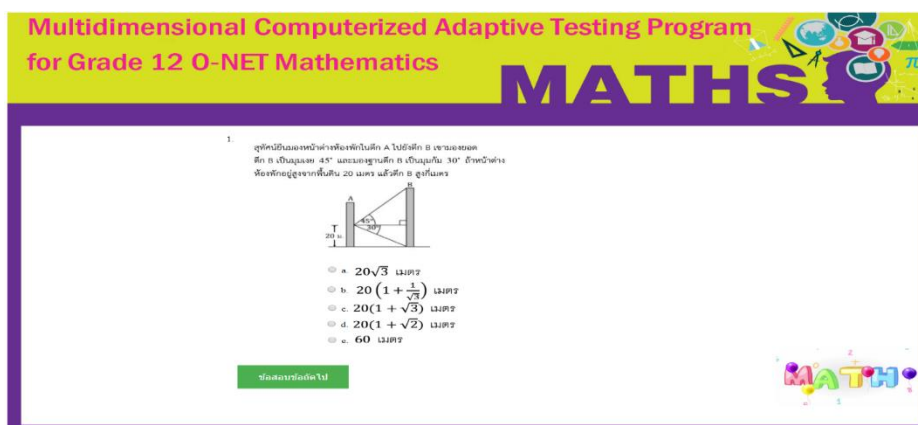 Multidimensional Computerized Adaptive Testing Program
for Grade 12 O-NET Mathematics
MATHS
1.
สุทัศน์ยืนมองหน้าต่างห้องพักในตึก A ไปยังตึก B เขามองยอด
ตึก B เป็นมุมเงย 45° และมองฐานตึก B เป็นมุมก้ม 30° ถ้าหน้าต่าง
ห้องพักอยู่สูงจากพื้นดิน 20 เมตร แล้วตึก B สูงกี่เมตร
B
A
45°
30°
20 ม.
a. 20√3 เมตร
b. 20(1 + 1/√3) เมตร
c. 20(1 + √3) เมตร
d. 20(1 + √2) เมตร
e. 60 เมตร
ข้อสอบข้อถัดไป
MATH